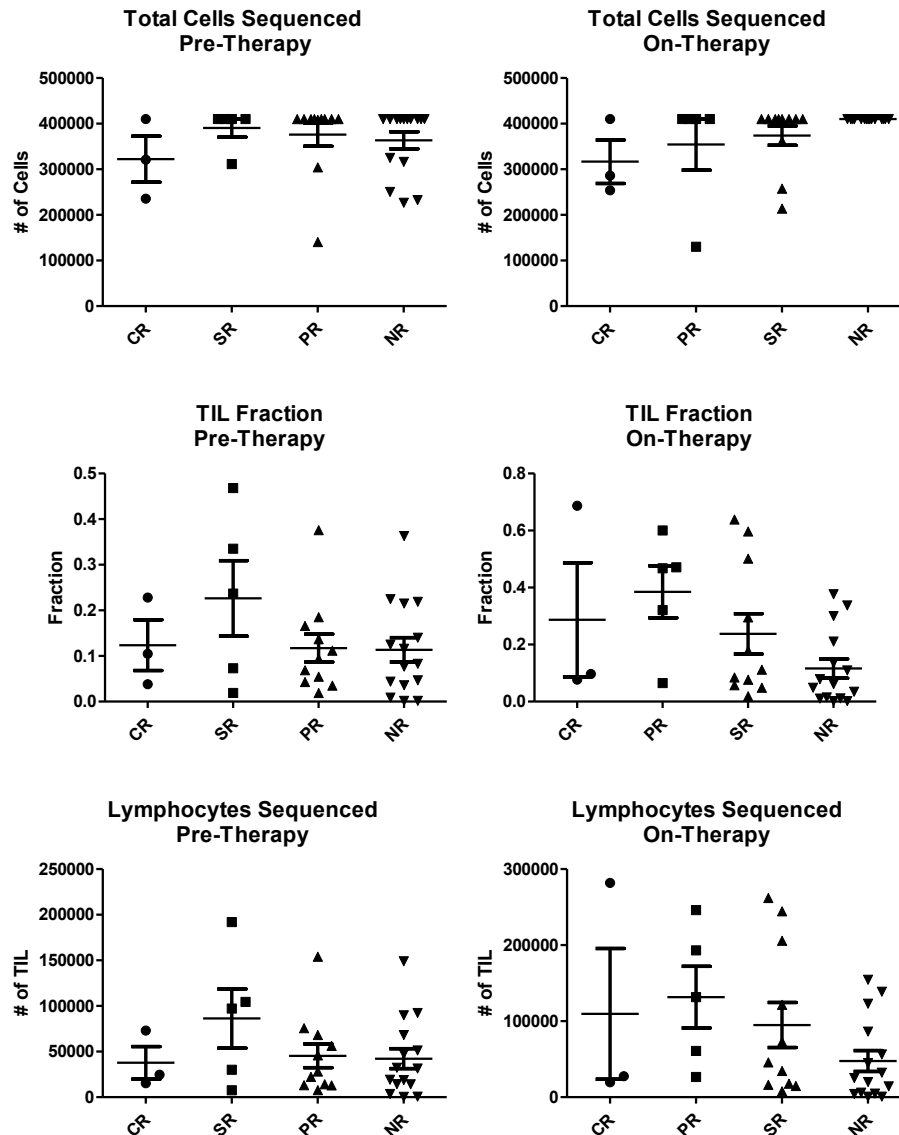 Total Cells Sequenced
Pre-Therapy
# of Cells
500000
400000
300000
200000
100000
0
CR
SR
PR
NR
Total Cells Sequenced
On-Therapy
# of Cells
500000
400000
300000
200000
100000
0
CR
PR
SR
NR
TIL Fraction
Pre-Therapy
Fraction
0.5
0.4
0.3
0.2
0.1
0.0
CR
SR
PR
NR
TIL Fraction
On-Therapy
Fraction
0.8
0.6
0.4
0.2
0.0
CR
PR
SR
NR
Lymphocytes Sequenced
Pre-Therapy
# of TIL
250000
200000
150000
100000
50000
0
CR
SR
PR
NR
Lymphocytes Sequenced
On-Therapy
# of TIL
300000
200000
100000
0
CR
PR
SR
NR